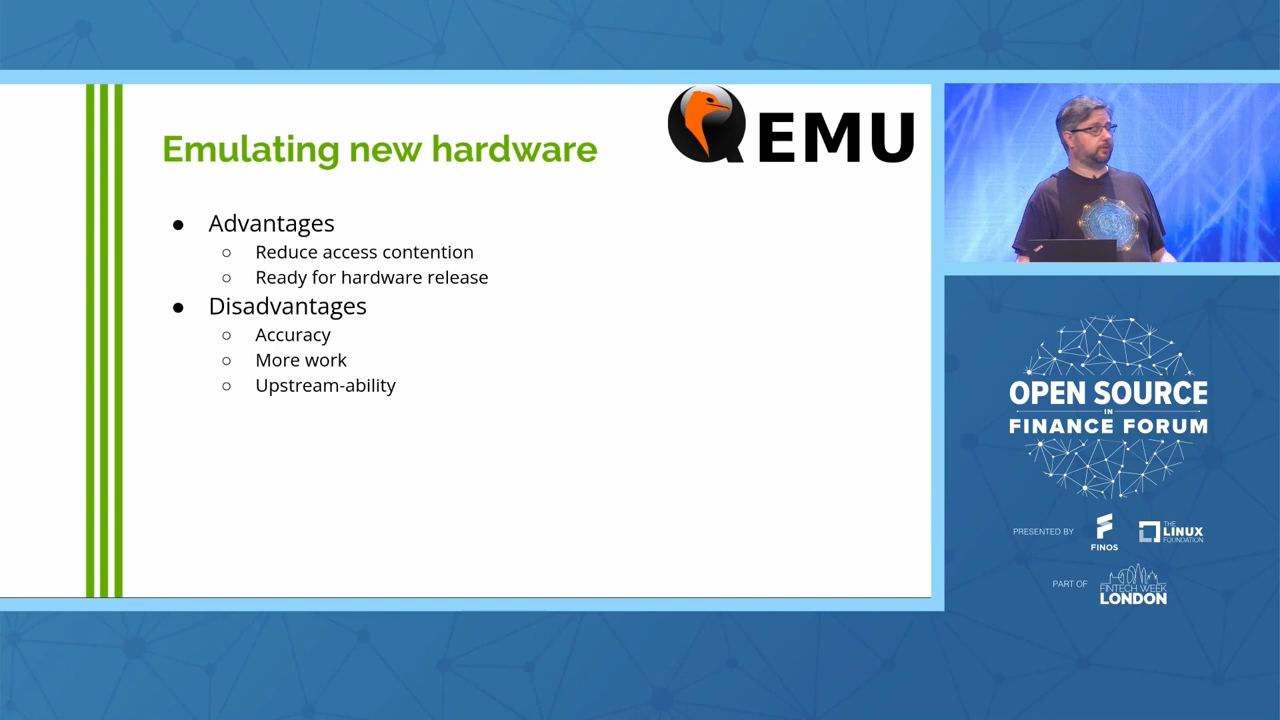 Emulating new hardware
QEMU
● Advantages
○ Reduce access contention
○ Ready for hardware release
● Disadvantages
○ Accuracy
○ More work
○ Upstream-ability
OPEN SOURCE
IN
FINANCE FORUM
PRESENTED BY
FINOS
THE
LINUX
FOUNDATION
PART OF
FINTECH WEEK
LONDON